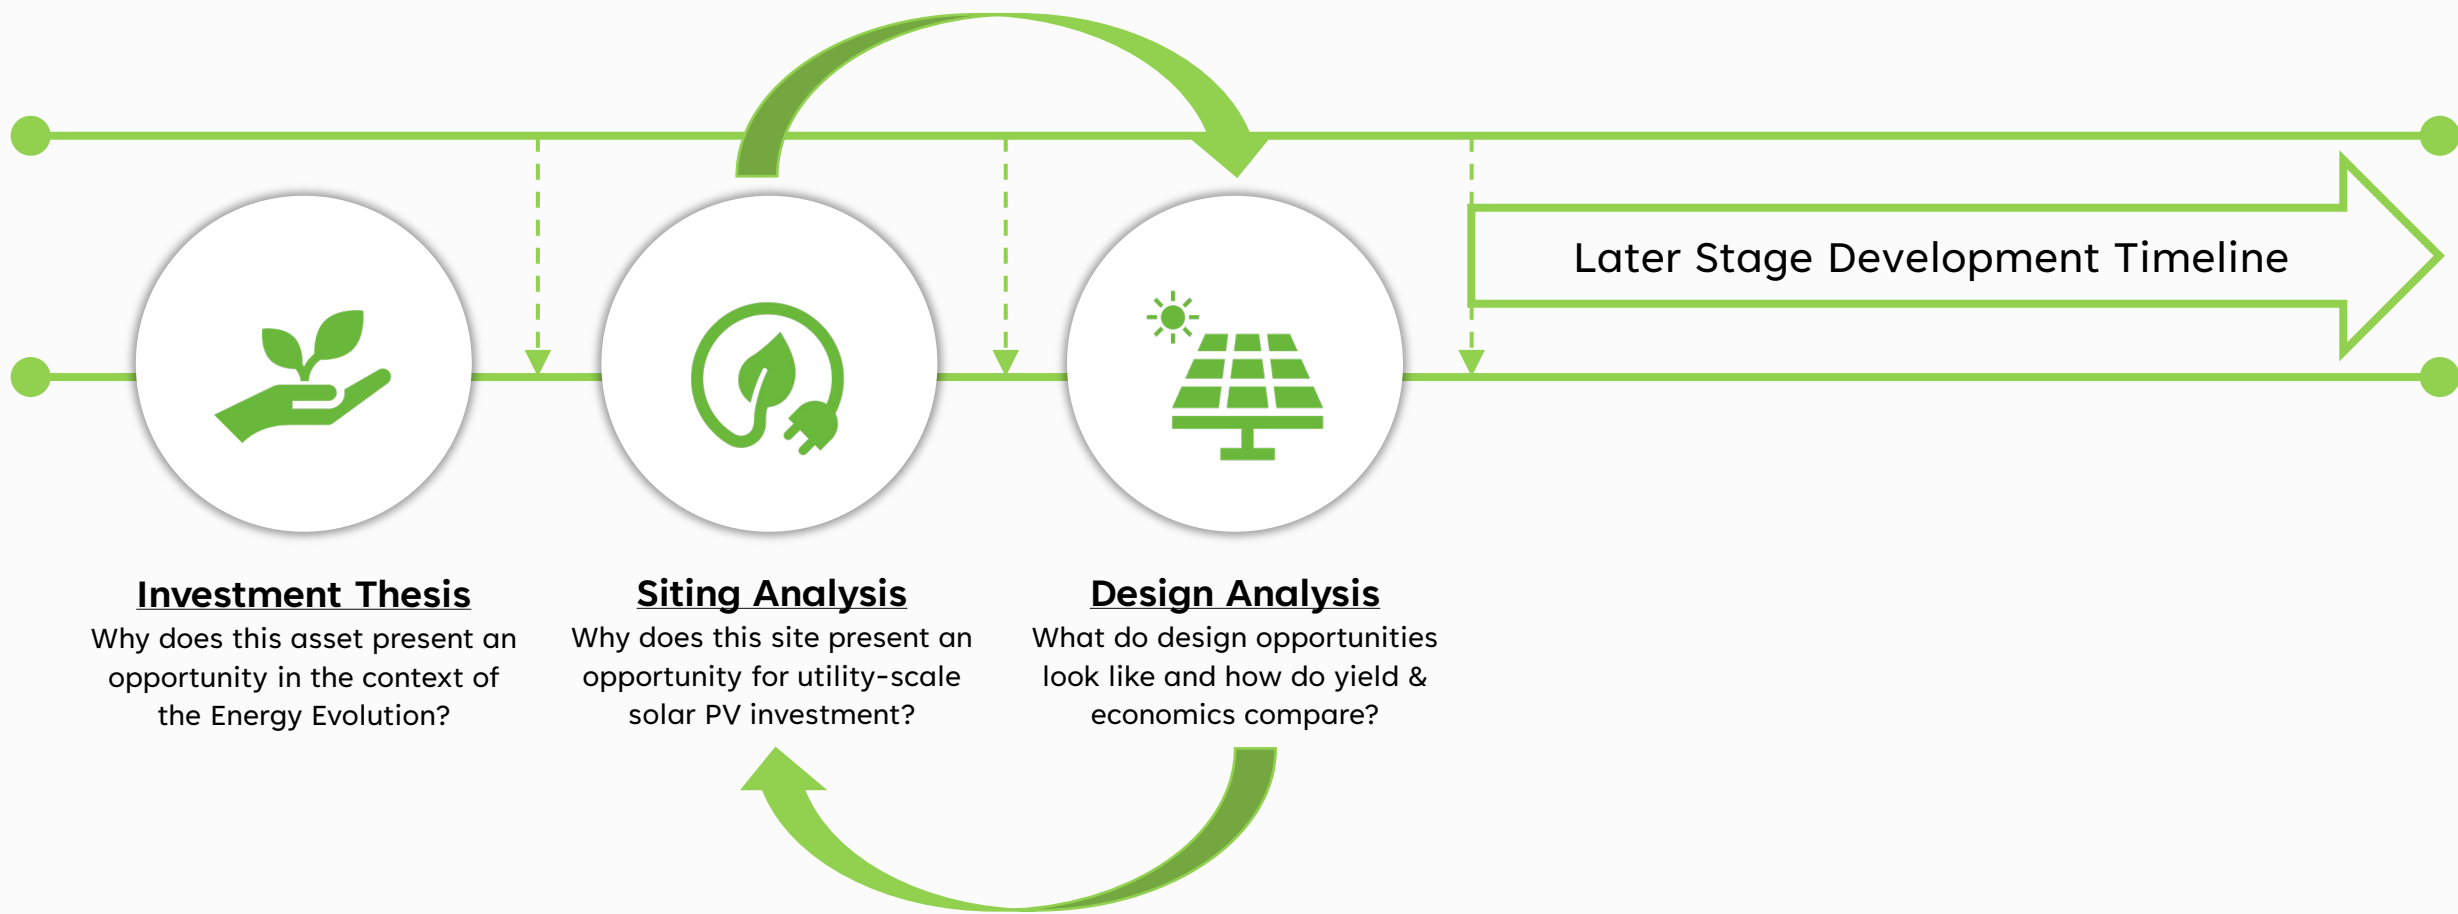 Later Stage Development Timeline
Investment Thesis
Why does this asset present an
opportunity in the context of
the Energy Evolution?
Siting Analysis
Why does this site present an
opportunity for utility-scale
solar PV investment?
Design Analysis
What do design opportunities
look like and how do yield &
economics compare?